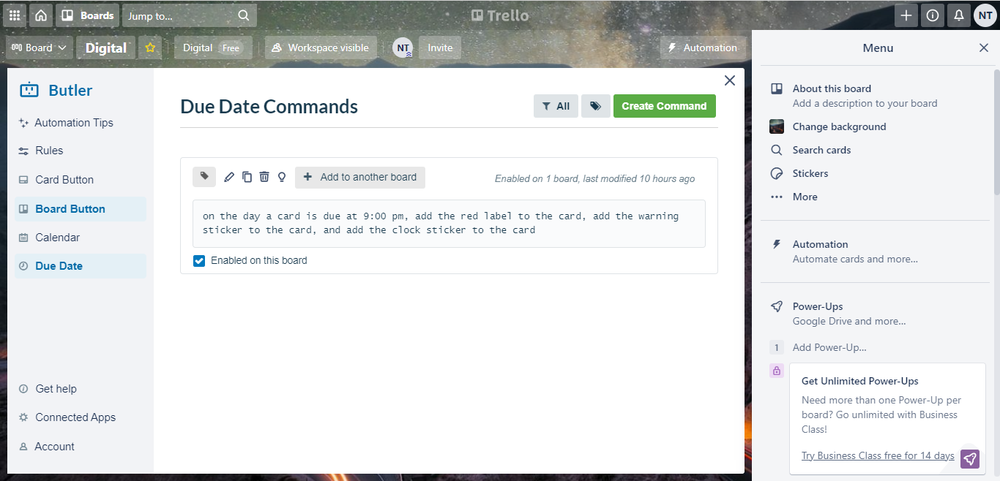 Boards
Jump to...
Trello
NT
Board
Digital
Digital Free
Workspace visible
NT
Invite
Automation
Butler
Automation Tips
Rules
Card Button
Board Button
Calendar
Due Date
Get help
Connected Apps
Account
Due Date Commands
All
Create Command
Add to another board
Enabled on 1 board, last modified 10 hours ago
on the day a card is due at 9:00 pm, add the red label to the card, add the warning
sticker to the card, and add the clock sticker to the card
Enabled on this board
Menu
About this board
Add a description to your board
Change background
Search cards
Stickers
More
Automation
Automate cards and more...
Power-Ups
Google Drive and more...
1 Add Power-Up...
Get Unlimited Power-Ups
Need more than one Power-Up per
board? Go unlimited with Business
Class!
Try Business Class free for 14 days